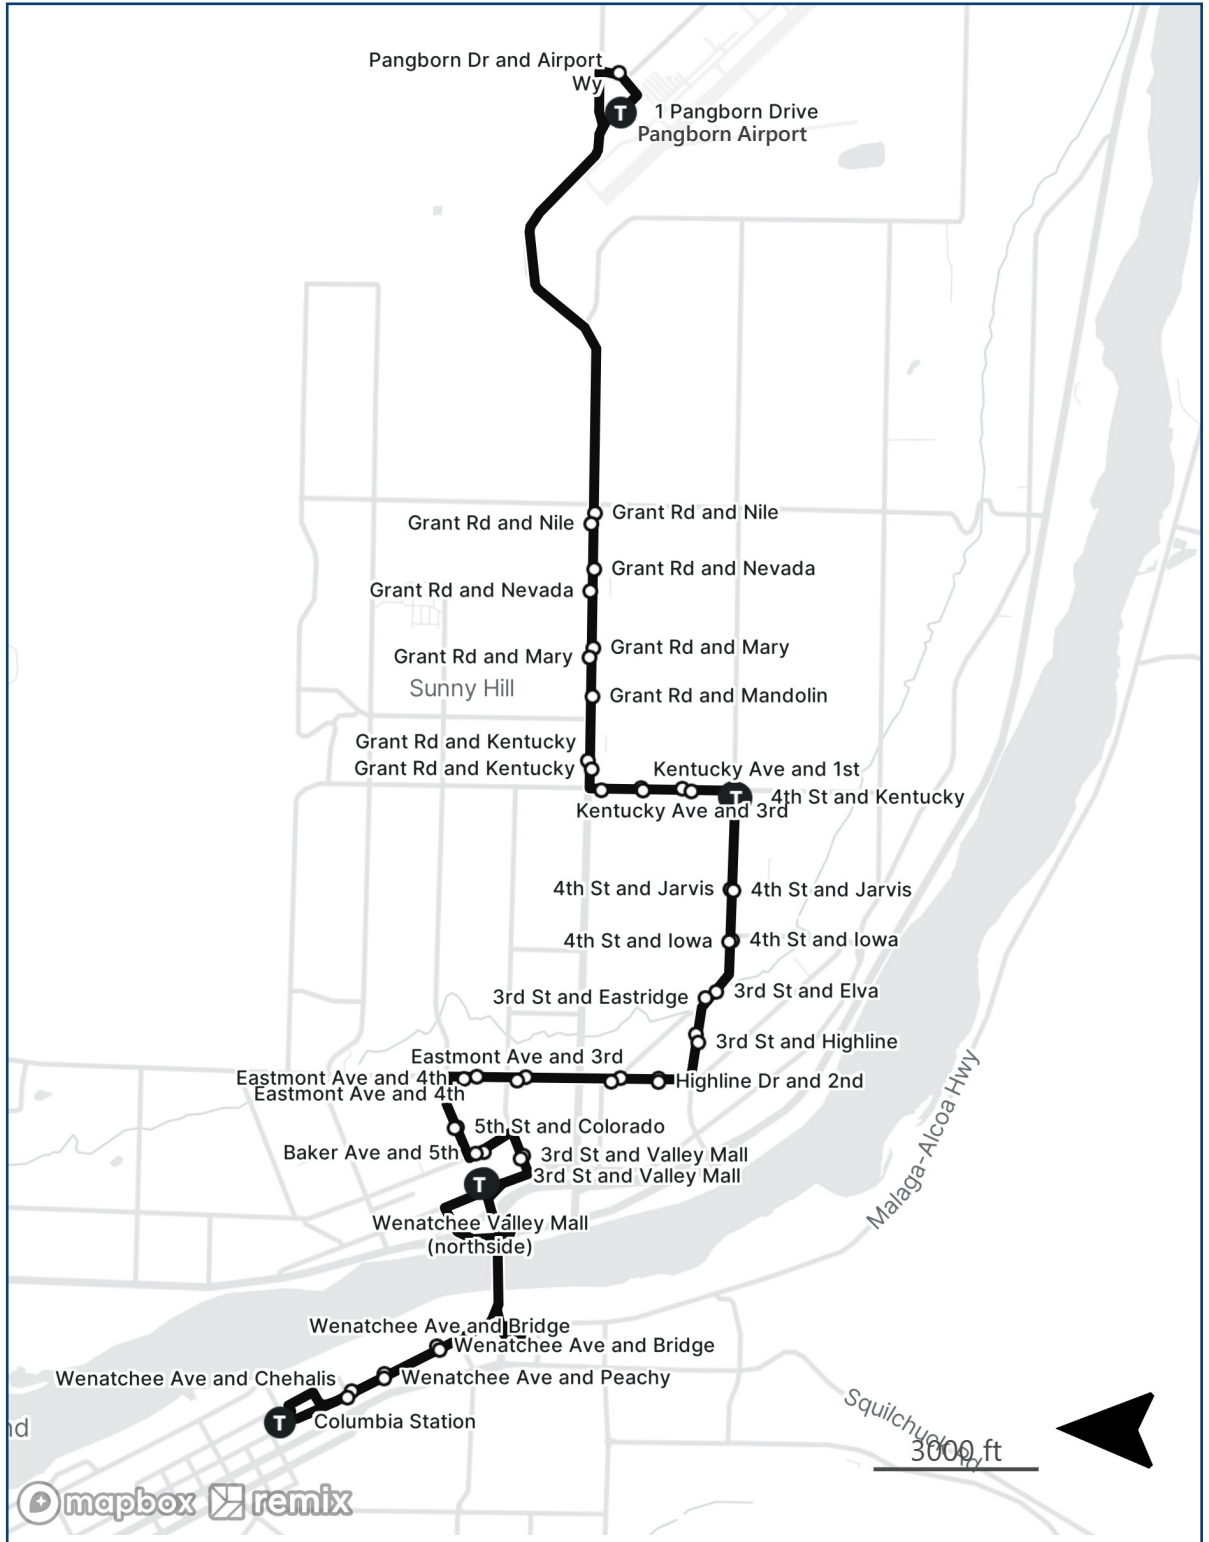 Pangborn Dr and Airport
Wy
T
1 Pangborn Drive
Pangborn Airport
Grant Rd and Nile
Grant Rd and Nile
Grant Rd and Nevada
Grant Rd and Nevada
Grant Rd and Mary
Grant Rd and Mary
Sunny Hill
Grant Rd and Mandolin
Grant Rd and Kentucky
Grant Rd and Kentucky
Kentucky Ave and 1st
T
4th St and Kentucky
Kentucky Ave and 3rd
4th St and Jarvis
4th St and Jarvis
4th St and Iowa
4th St and Iowa
3rd St and Eastridge
3rd St and Elva
3rd St and Highline
Eastmont Ave and 3rd
Eastmont Ave and 4th
Highline Dr and 2nd
Eastmont Ave and 4th
5th St and Colorado
Baker Ave and 5th
3rd St and Valley Mall
3rd St and Valley Mall
T
Wenatchee Valley Mall
(northside)
Malaga-Alcoa Hwy
Wenatchee Ave and Bridge
Wenatchee Ave and Bridge
Wenatchee Ave and Chehalis
Wenatchee Ave and Peachy
T
Columbia Station
nd
Squilchuck Rd
3000 ft
mapbox remix